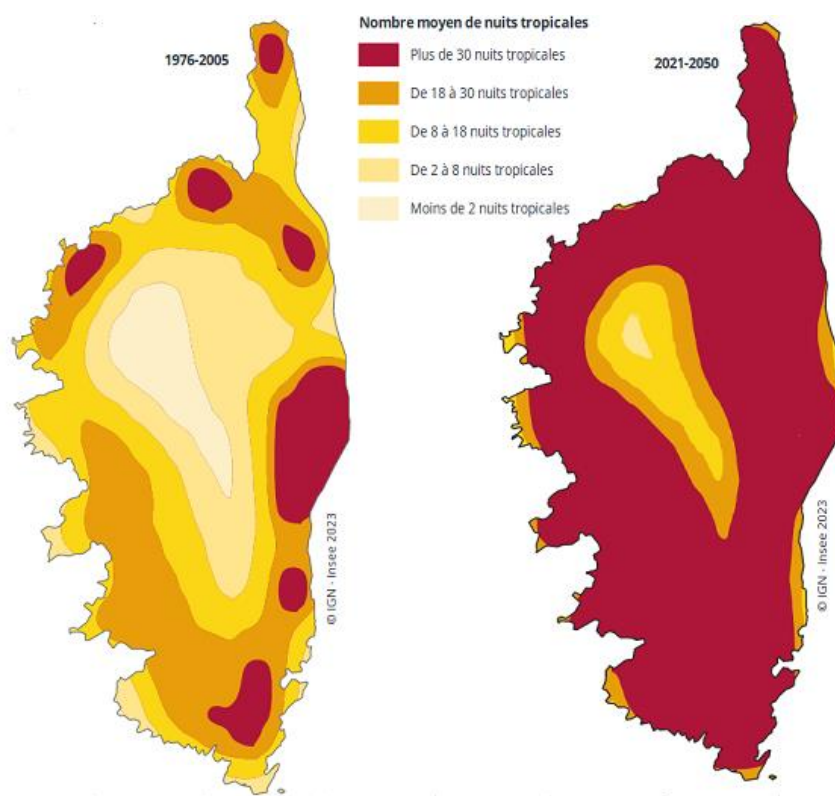 Nombre moyen de nuits tropicales
1976-2005
Plus de 30 nuits tropicales
2021-2050
De 18 à 30 nuits tropicales
De 8 à 18 nuits tropicales
De 2 à 8 nuits tropicales
Moins de 2 nuits tropicales
© IGN - Insee 2023
© IGN - Insee 2023